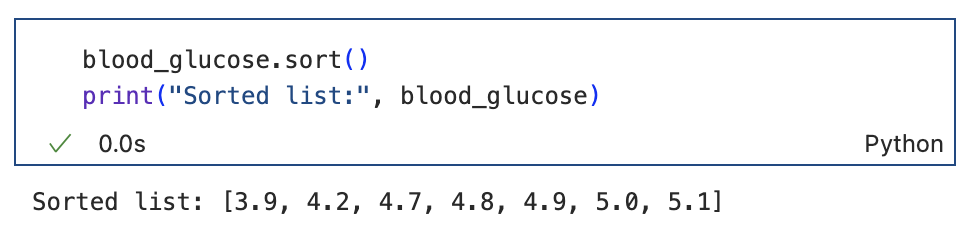 blood_glucose.sort()
print("Sorted list:", blood_glucose)
0.0s Python
Sorted list: [3.9, 4.2, 4.7, 4.8, 4.9, 5.0, 5.1]